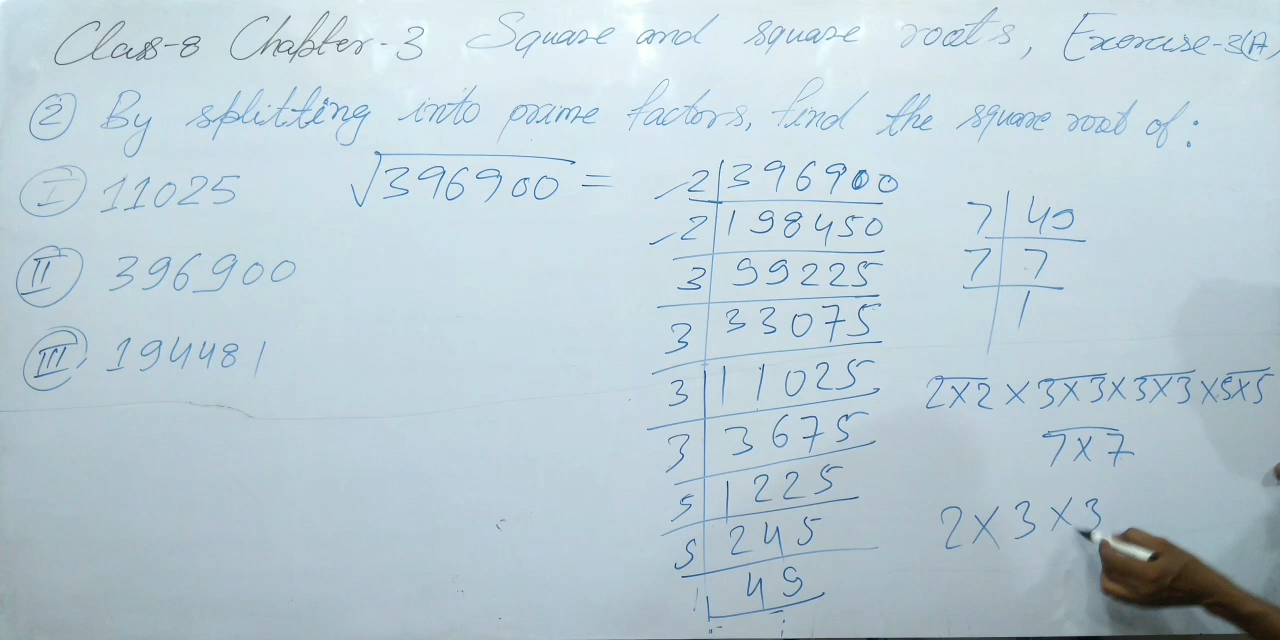 Class-8 Chapter-3 Square and square roots, Exercise-3(A)
② By splitting into prime factors, find the square root of:
Ⓘ 11025
√396900 =
Ⅱ 396900
Ⅲ 194481
2 | 396900
2 | 198450
3 | 99225
3 | 33075
3 | 11025
3 | 3675
5 | 1225
5 | 245
49
7 | 49
7 | 7
1
2×2×3×3×3×3×5×5
7×7
2×3×3